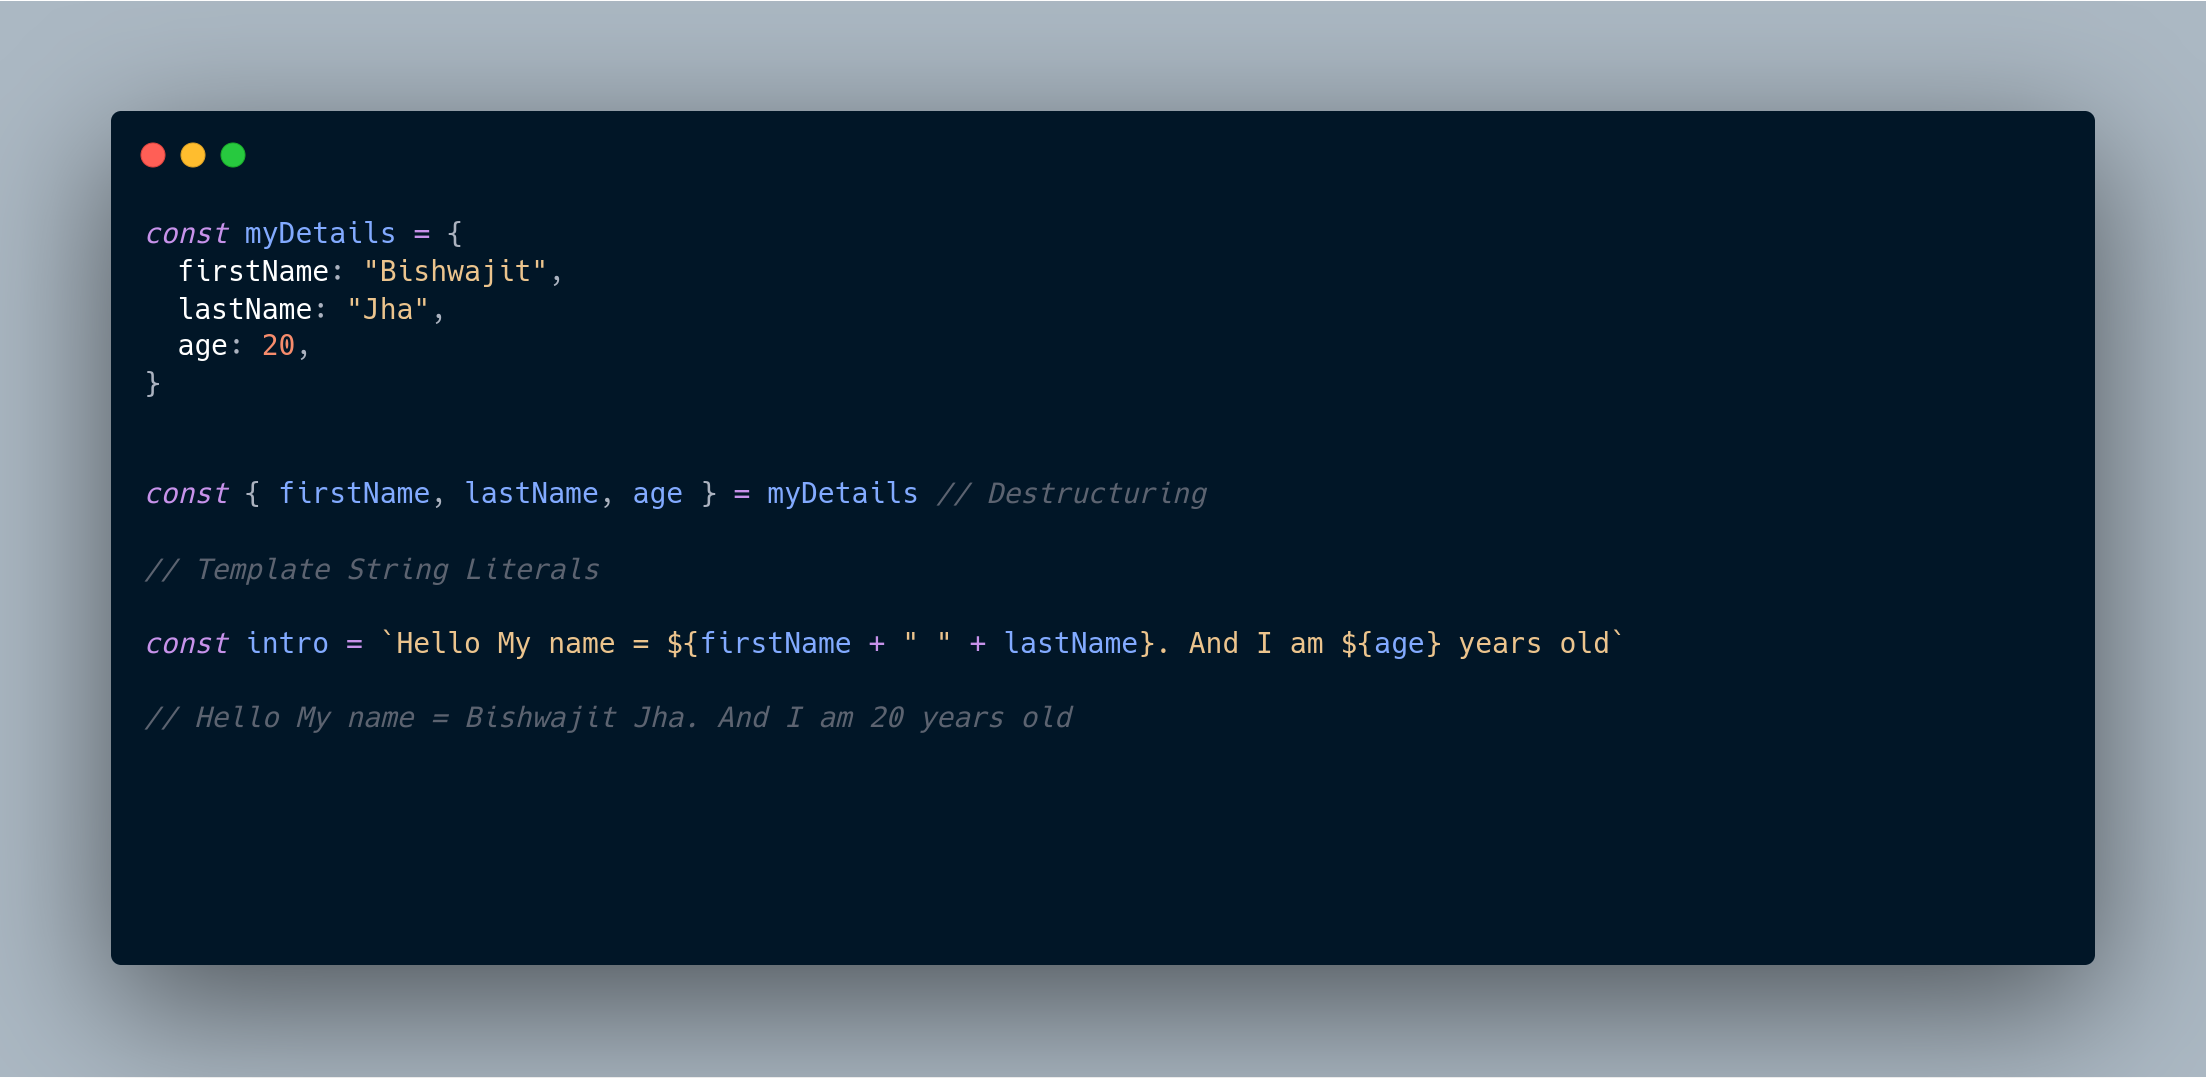 const myDetails = {
  firstName: "Bishwajit",
  lastName: "Jha",
  age: 20,
}
const { firstName, lastName, age } = myDetails // Destructuring
// Template String Literals
const intro = `Hello My name = ${firstName + " " + lastName}. And I am ${age} years old`
// Hello My name = Bishwajit Jha. And I am 20 years old